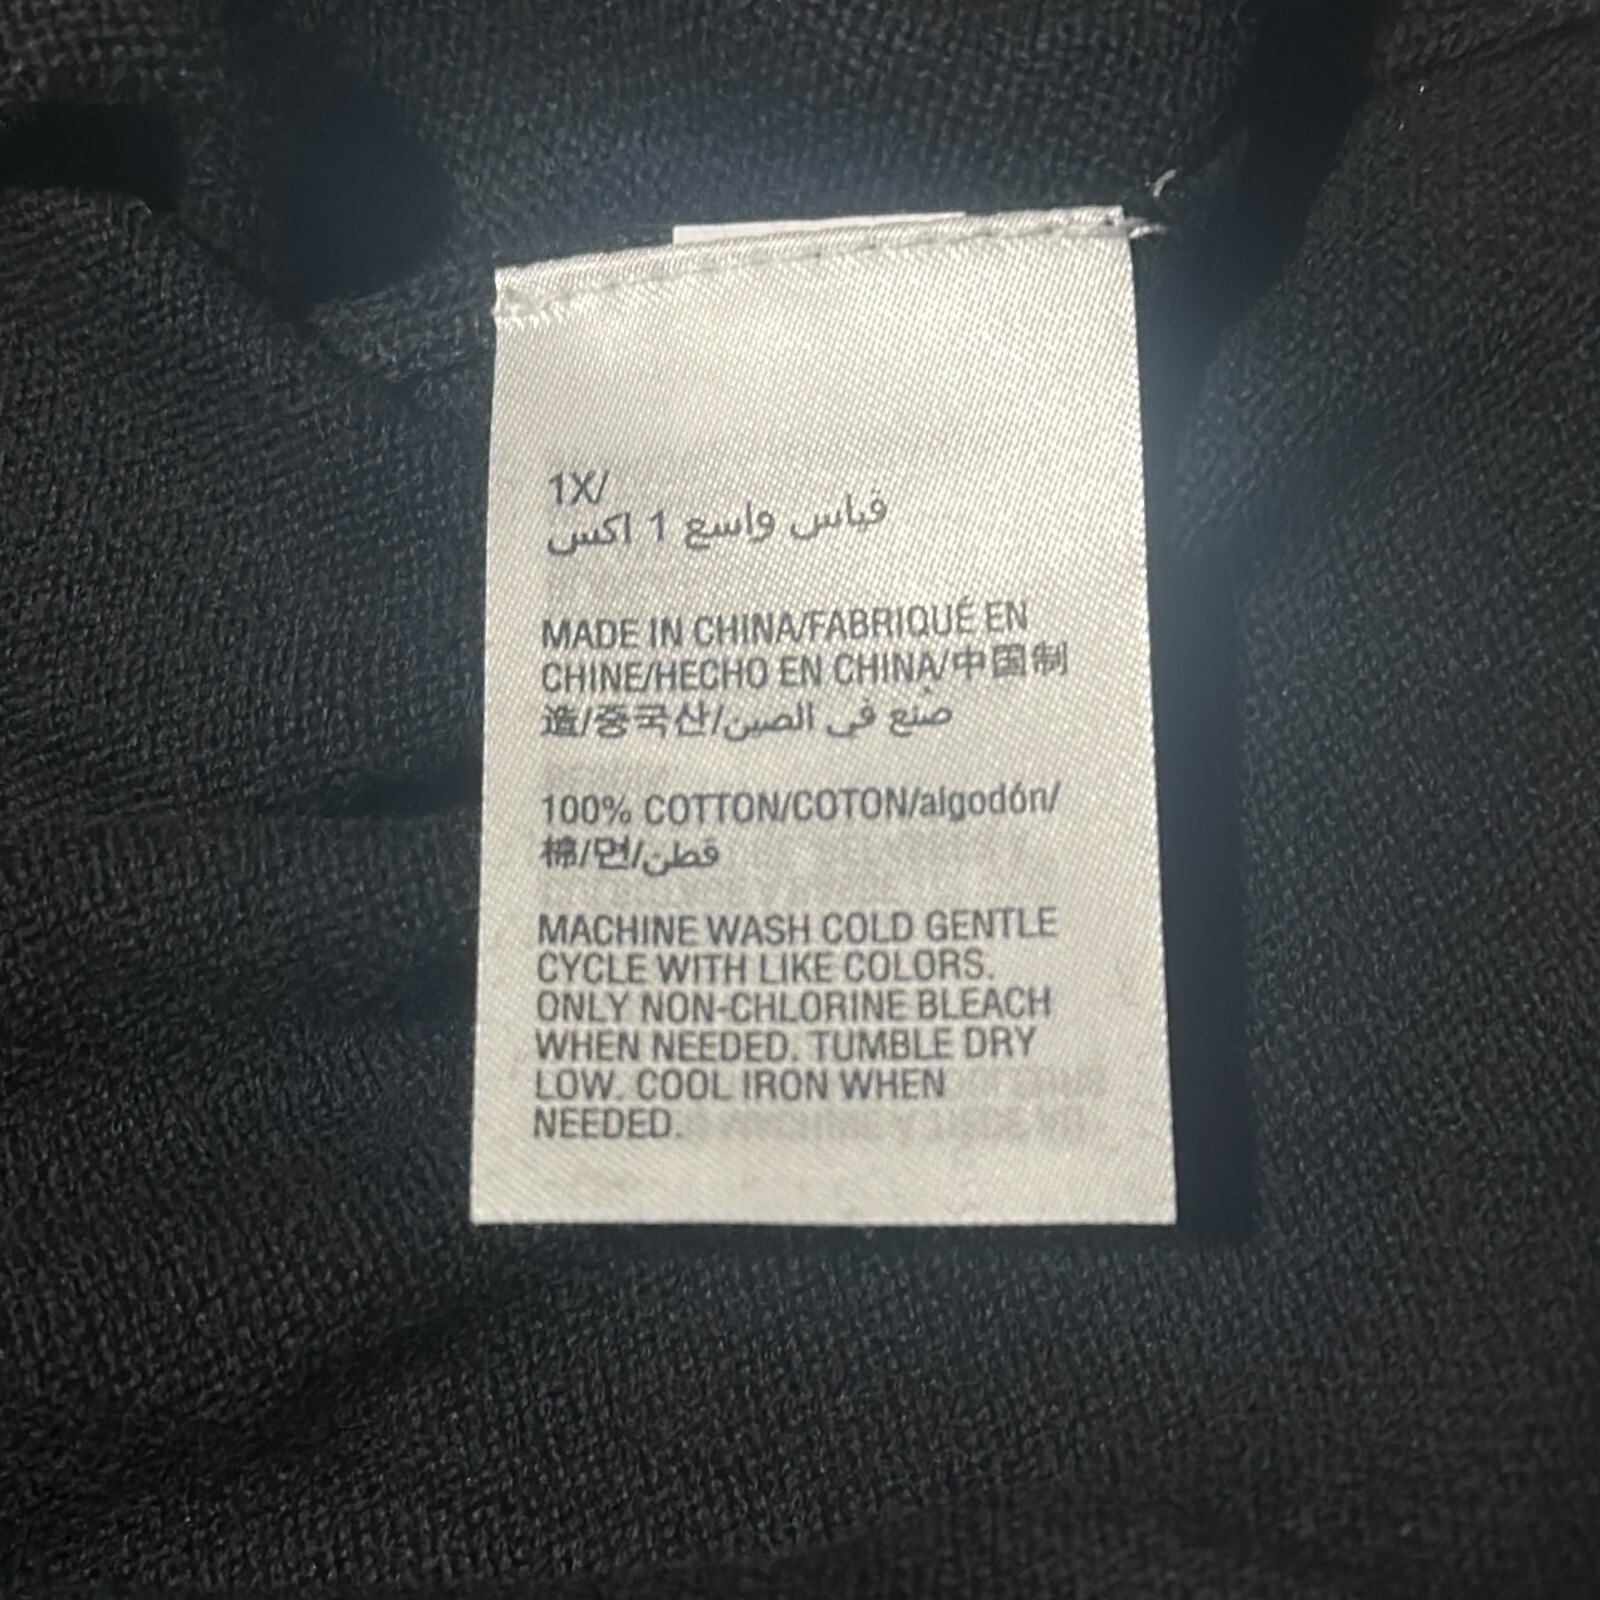 1X/
قياس واسع 1 اكس
MADE IN CHINA/FABRIQUÉ EN
CHINE/HECHO EN CHINA/中国制
造/중국산/صنع في الصين
100% COTTON/COTON/algodón/
棉/면/قطن
MACHINE WASH COLD GENTLE
CYCLE WITH LIKE COLORS.
ONLY NON-CHLORINE BLEACH
WHEN NEEDED. TUMBLE DRY
LOW. COOL IRON WHEN
NEEDED.